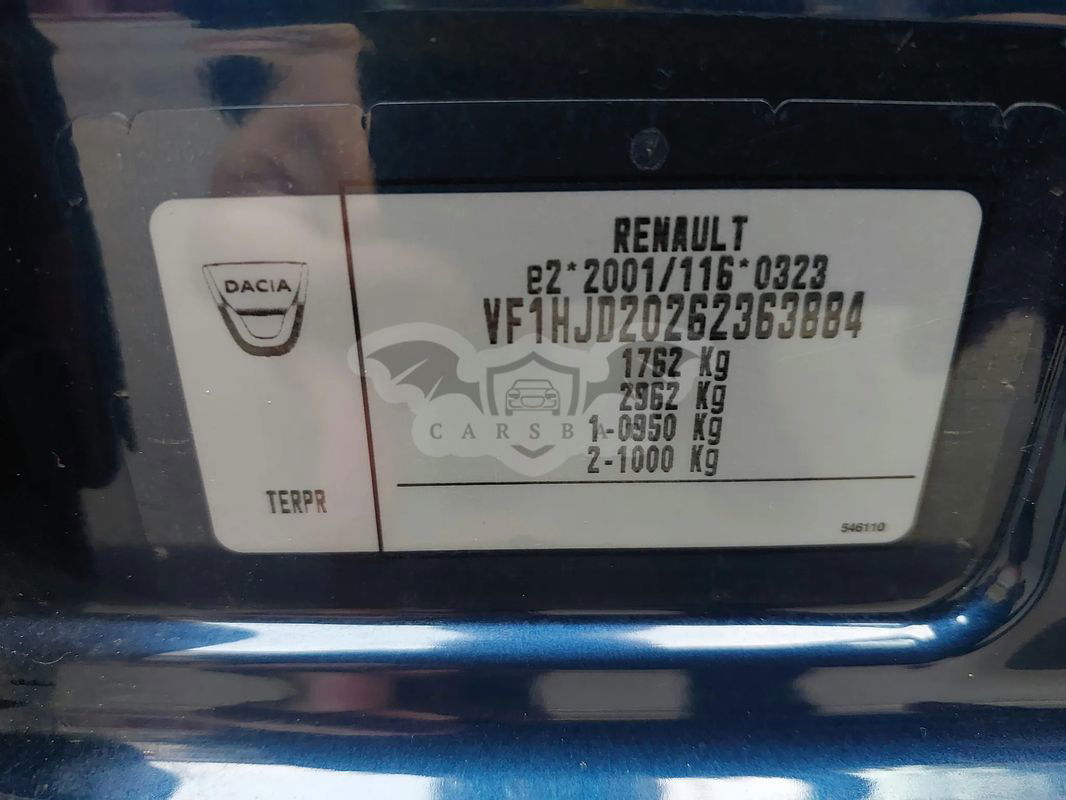 RENAULT
e2*2001/116*0323
VF1HJD20262363884
1762 Kg
2962 Kg
1-0950 Kg
2-1000 Kg
DACIA
TERPR
546110
CARSBA